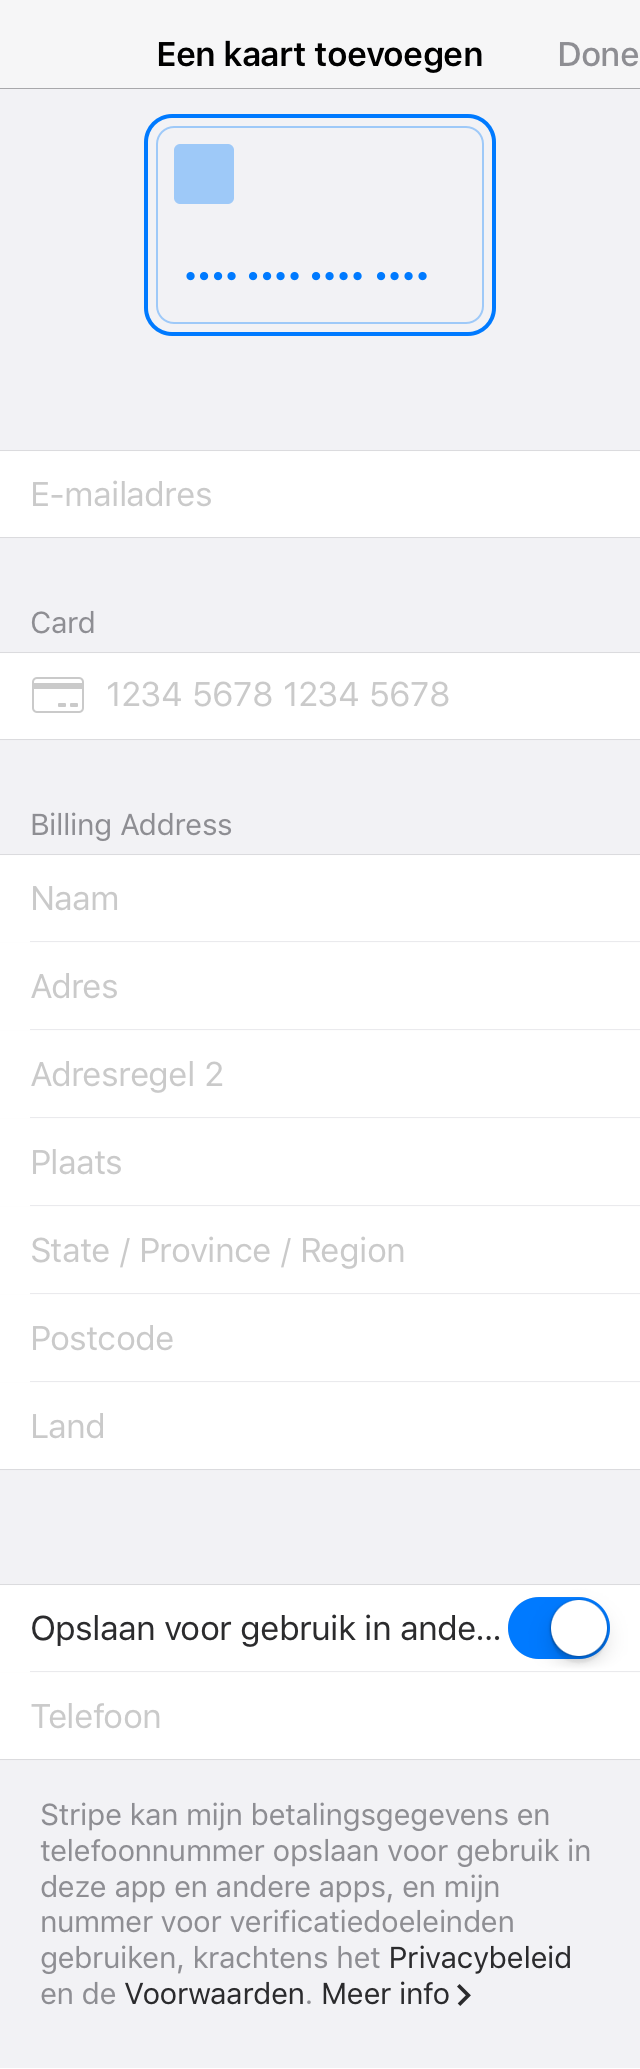 Een kaart toevoegen
Done
•••• •••• •••• ••••
E-mailadres
Card
1234 5678 1234 5678
Billing Address
Naam
Adres
Adresregel 2
Plaats
State / Province / Region
Postcode
Land
Opslaan voor gebruik in ande...
Telefoon
Stripe kan mijn betalingsgegevens en
telefoonnummer opslaan voor gebruik in
deze app en andere apps, en mijn
nummer voor verificatiedoeleinden
gebruiken, krachtens het Privacybeleid
en de Voorwaarden. Meer info